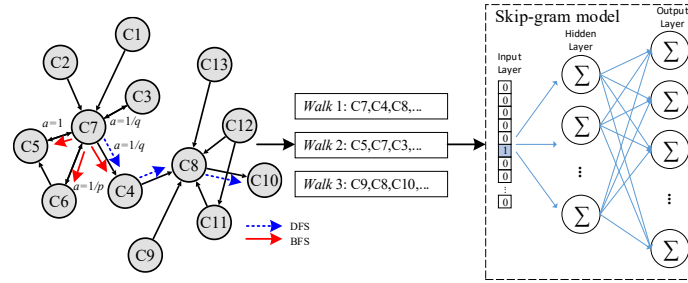 Skip-gram model
Output
Layer
Hidden
Layer
Input
Layer
C1
C2
C13
C3
C7
a=1
a=1/q
C5
a=1/q
C12
C8
C4
C10
C6
a=1/p
C11
C9
DFS
BFS
Walk 1: C7,C4,C8,...
Walk 2: C5,C7,C3,...
Walk 3: C9,C8,C10,...
0
0
0
0
0
1
0
0
⋮
0
Σ
Σ
...
Σ
Σ
Σ
Σ
...
Σ